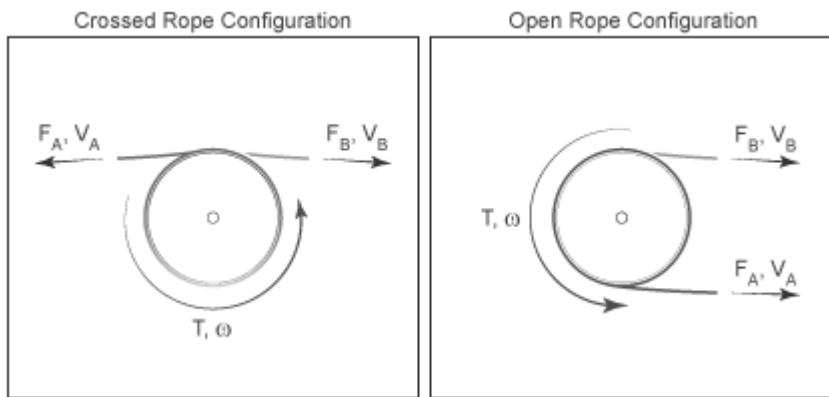 Crossed Rope Configuration
F_A, V_A
F_B, V_B
T, ω
Open Rope Configuration
F_B, V_B
T, ω
F_A, V_A